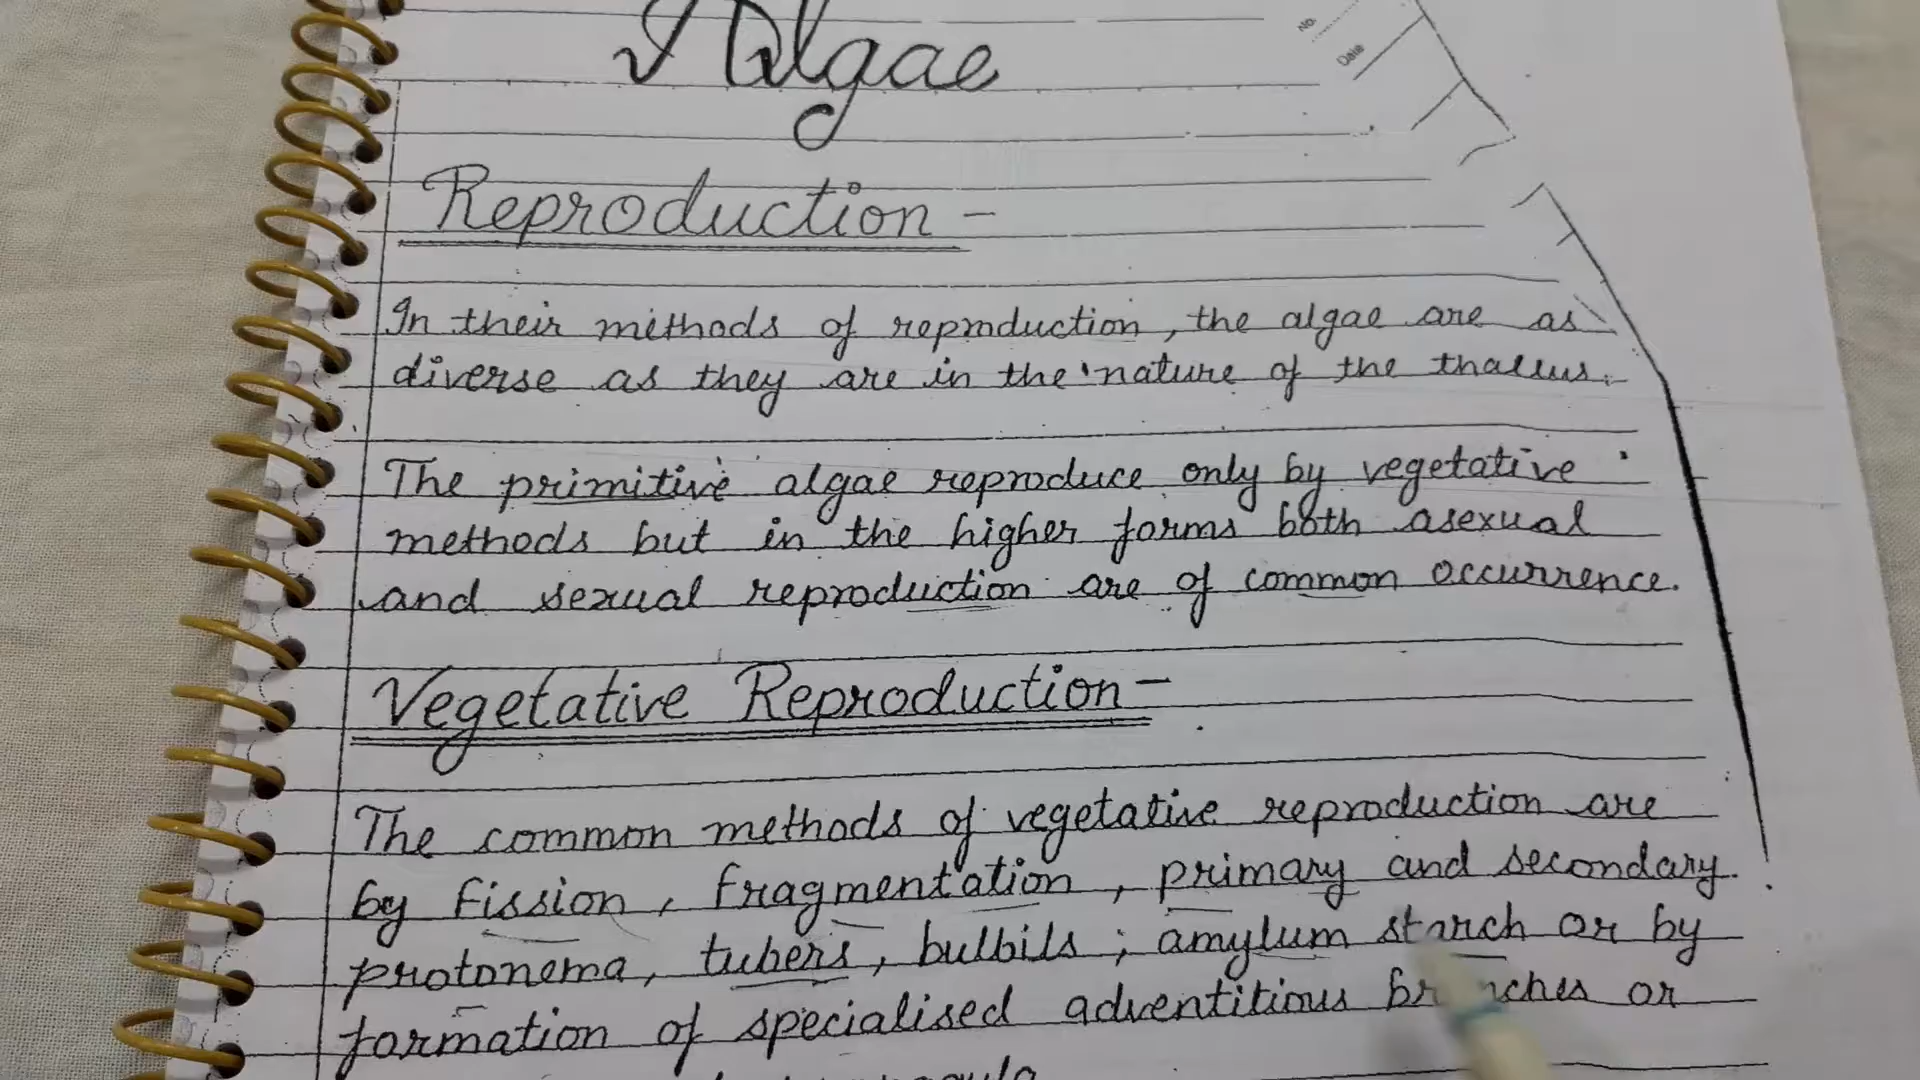 Algae
No.
Date
Reproduction -
In their methods of reproduction, the algae are as
diverse as they are in the nature of the thallus.
The primitive algae reproduce only by vegetative
methods but in the higher forms both asexual
and sexual reproduction are of common occurrence.
Vegetative Reproduction -
The common methods of vegetative reproduction are
by fission, fragmentation, primary and secondary
protonema, tubers, bulbils, amylum starch or by
formation of specialised adventitious branches or